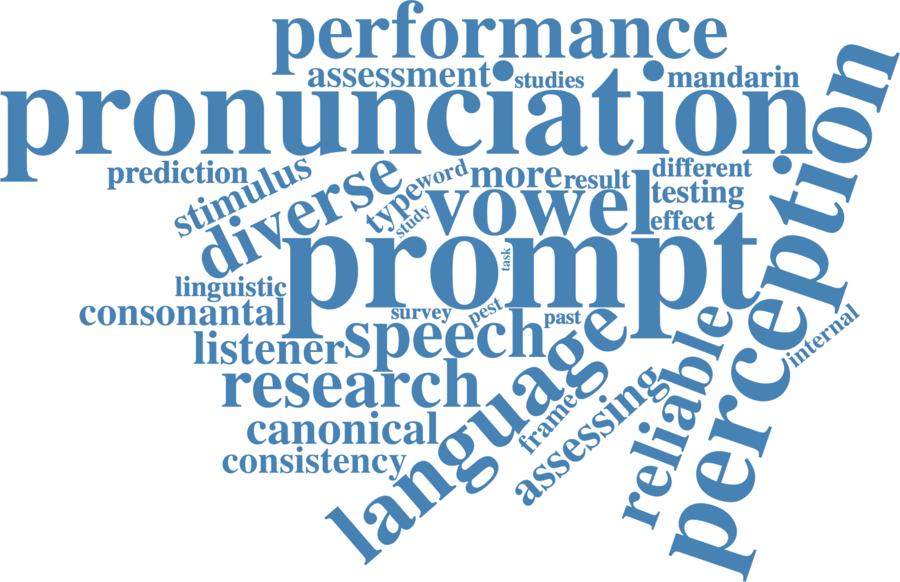 performance
assessment studies mandarin
pronunciation
perception
prediction
stimulus
diverse
type word more result different
study
vowel testing
effect
prompt
task
linguistic
consonantal survey pest past
listener speech
internal
research
language
reliable
frame
assessing
canonical
consistency